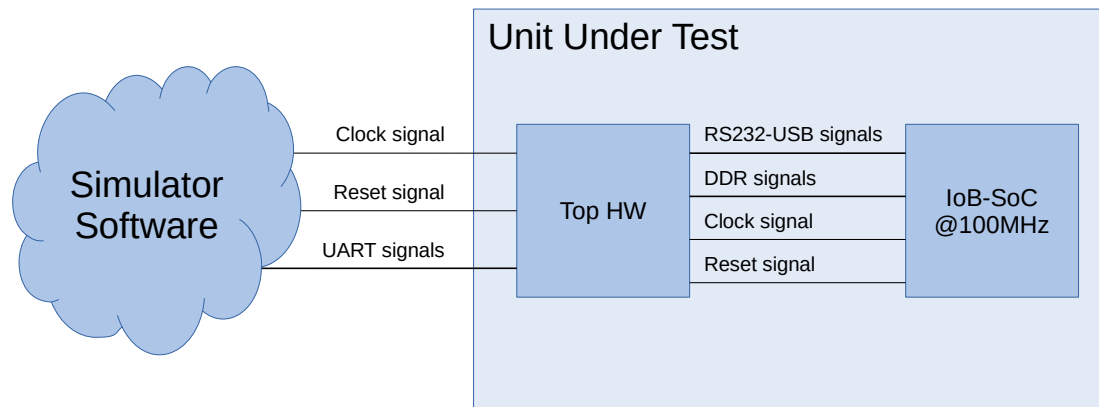 Unit Under Test
Simulator
Software
Clock signal
Reset signal
UART signals
Top HW
RS232-USB signals
DDR signals
Clock signal
Reset signal
IoB-SoC
@100MHz